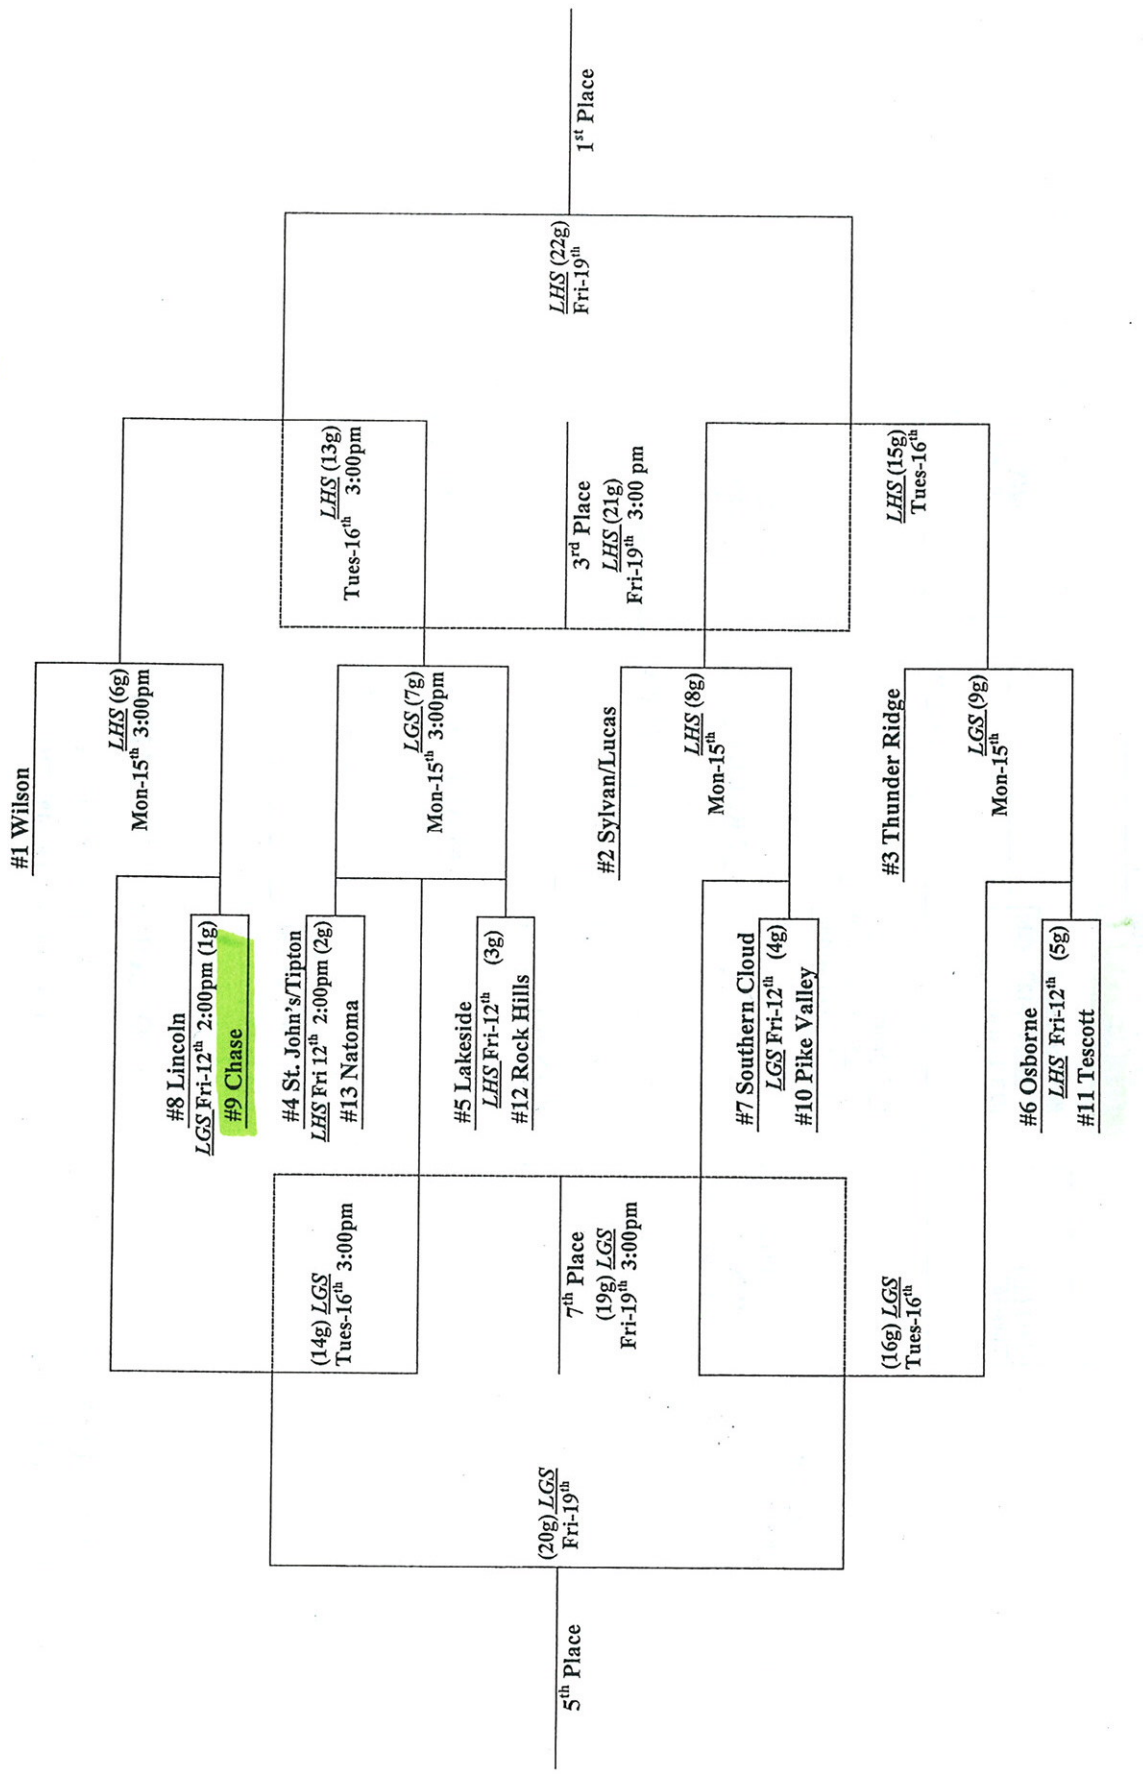 #1 Wilson
LHS (6g)
Mon-15th 3:00pm
#8 Lincoln
LGS Fri-12th 2:00pm (1g)
#9 Chase
LHS (13g)
Tues-16th 3:00pm
#4 St. John's/Tipton
LHS Fri 12th 2:00pm (2g)
#13 Natoma
LGS (7g)
Mon-15th 3:00pm
#5 Lakeside
LHS Fri-12th (3g)
#12 Rock Hills
(14g) LGS
Tues-16th 3:00pm
5th Place
(20g) LGS
Fri-19th
7th Place
(19g) LGS
Fri-19th 3:00pm
3rd Place
LHS (21g)
Fri-19th 3:00 pm
LHS (22g)
Fri-19th
1st Place
#2 Sylvan/Lucas
LHS (8g)
Mon-15th
#7 Southern Cloud
LGS Fri-12th (4g)
#10 Pike Valley
#3 Thunder Ridge
LGS (9g)
Mon-15th
(16g) LGS
Tues-16th
LHS (15g)
Tues-16th
#6 Osborne
LHS Fri-12th (5g)
#11 Tescott